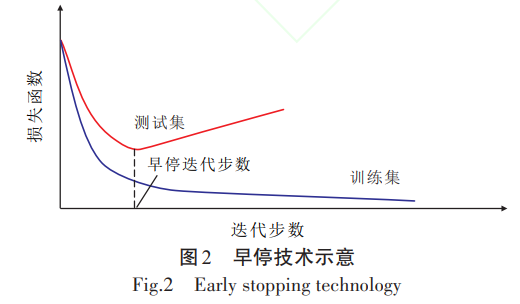 损失函数
测试集
早停迭代步数
训练集
迭代步数
图2 早停技术示意
Fig.2 Early stopping technology